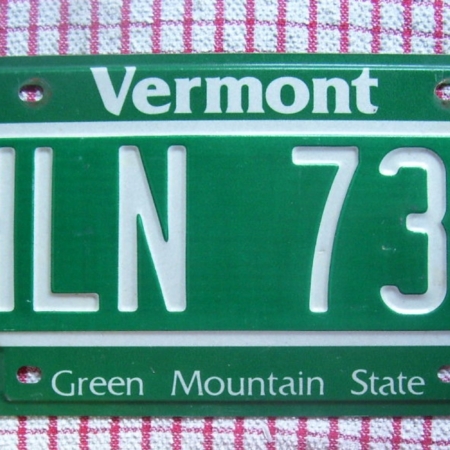 Vermont
LN 73
Green Mountain State